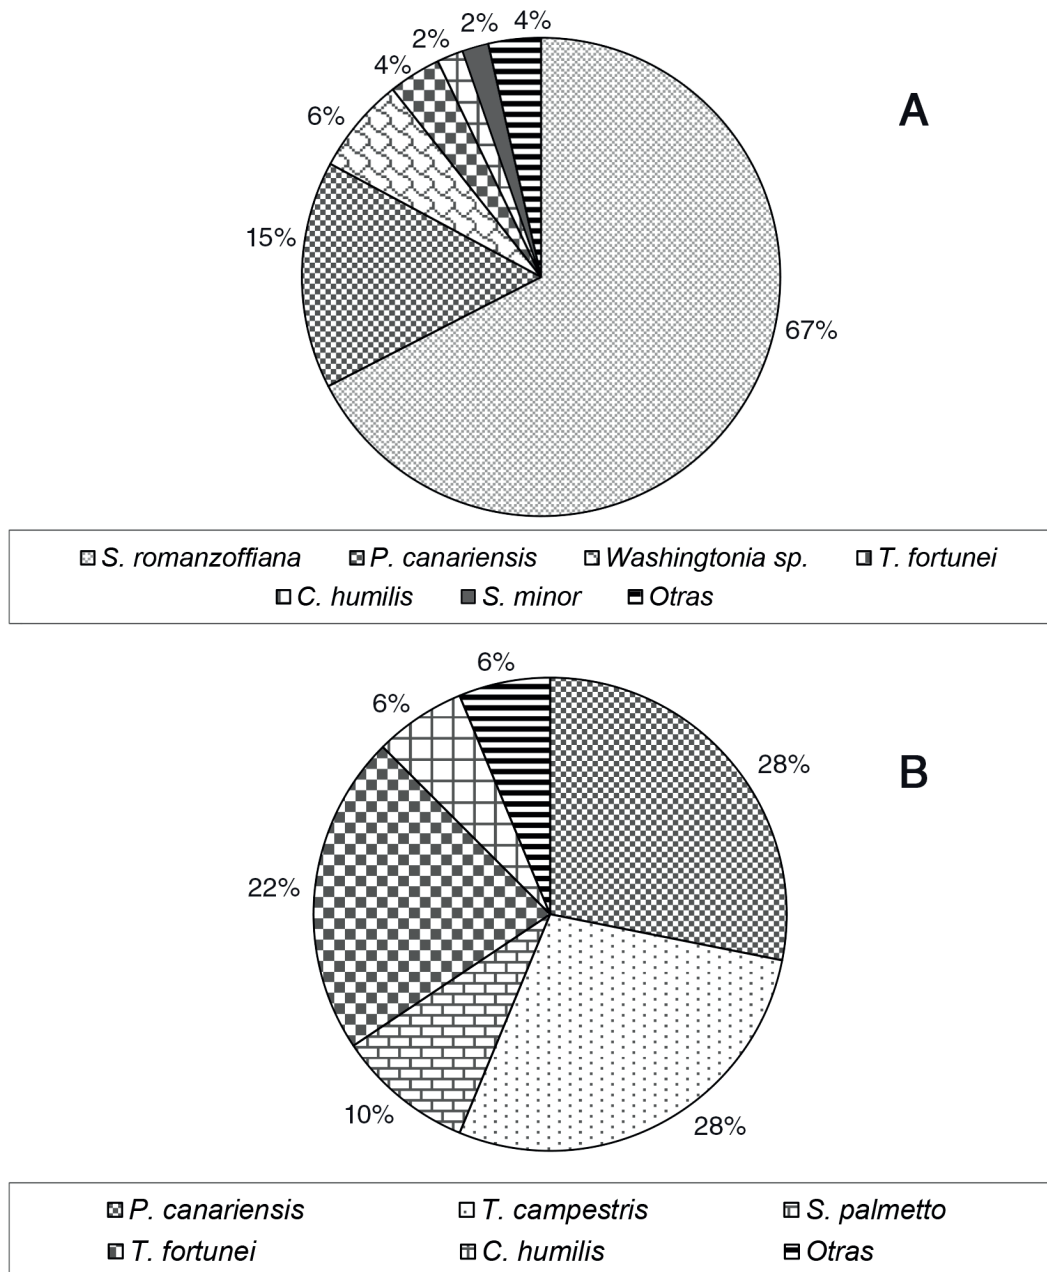 2% 4%
2%
4%
6%
A
15%
67%
S. romanzoffiana P. canariensis Washingtonia sp. T. fortunei
C. humilis S. minor Otras
6%
6%
28%
B
22%
10%
28%
P. canariensis T. campestris S. palmetto
T. fortunei C. humilis Otras